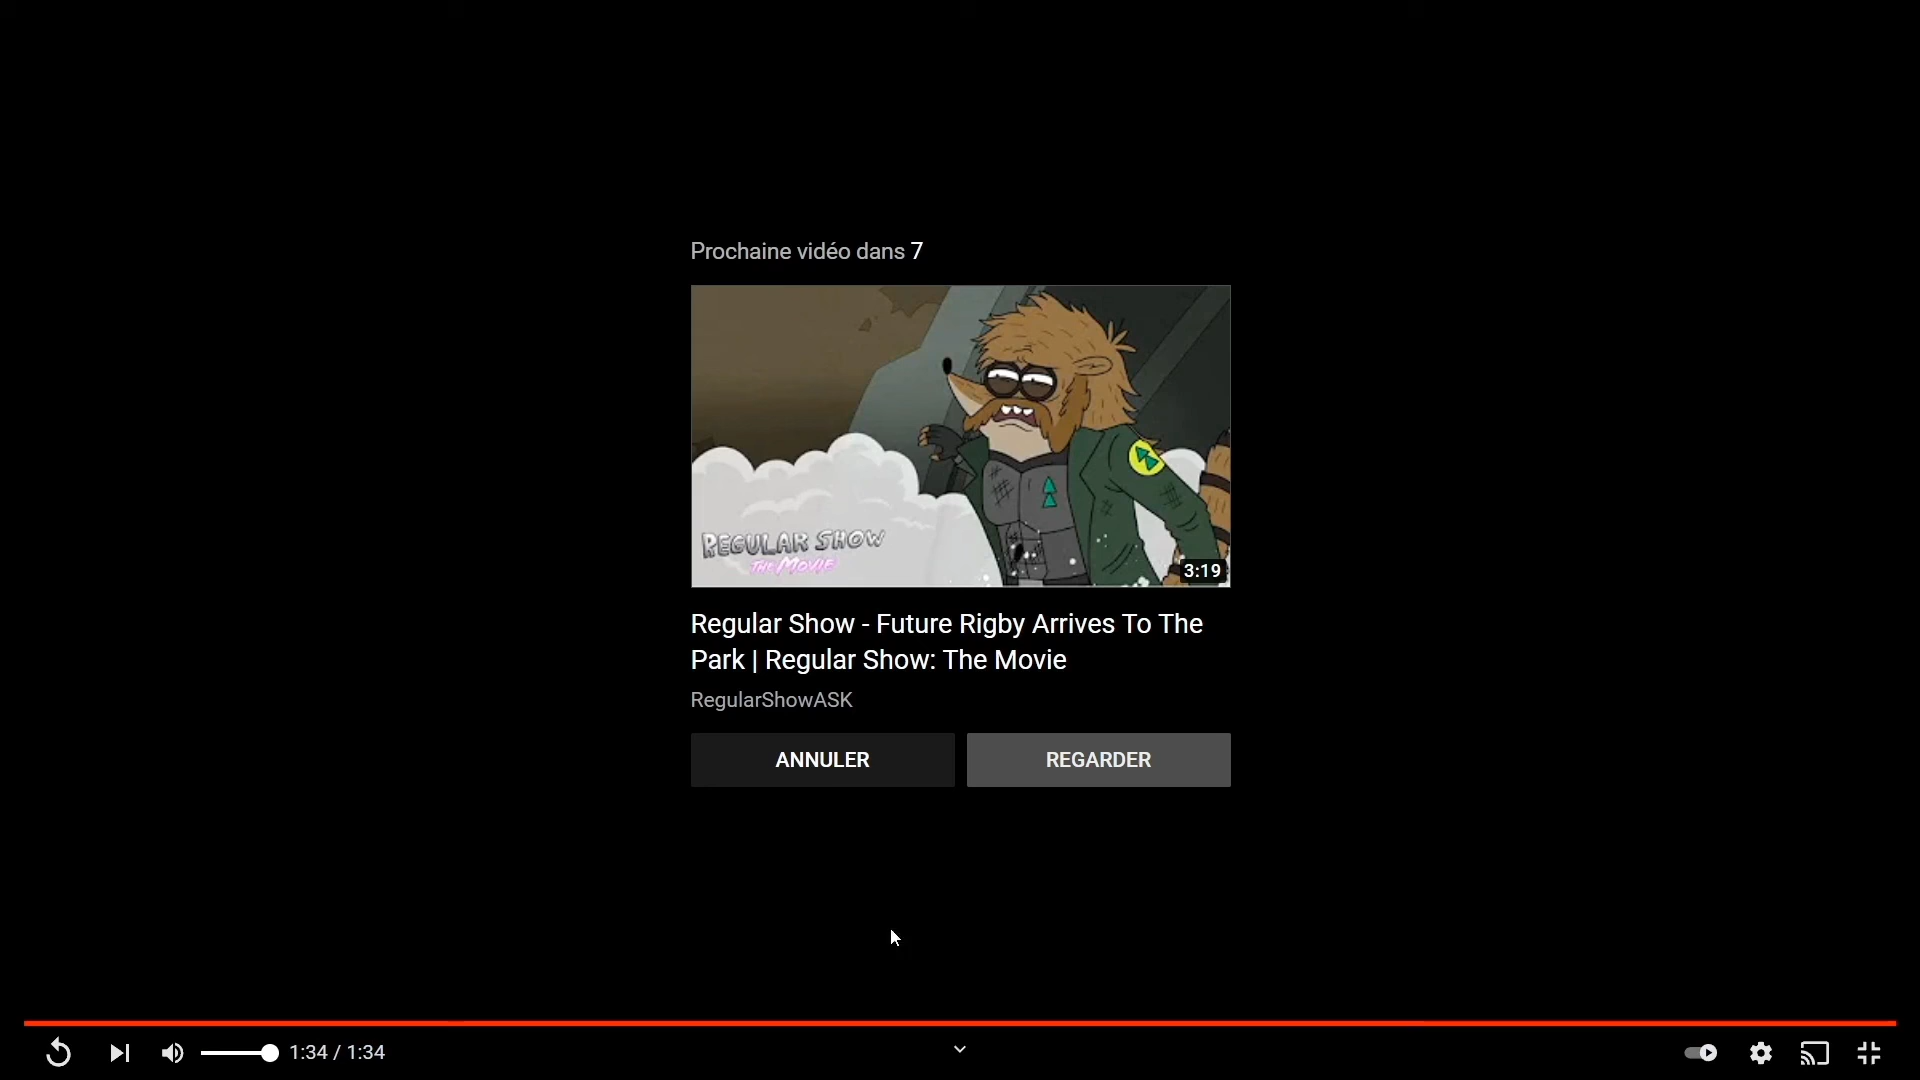 Prochaine vidéo dans 7
REGULAR SHOW
THE MOVIE
3:19
Regular Show - Future Rigby Arrives To The
Park | Regular Show: The Movie
RegularShowASK
ANNULER REGARDER
1:34 / 1:34